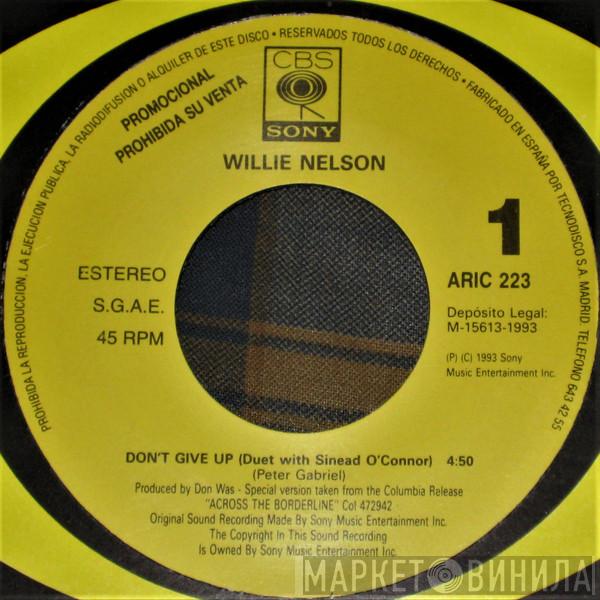 PROHIBIDA LA REPRODUCCION, LA EJECUCION PUBLICA, LA RADIODIFUSION O ALQUILER DE ESTE DISCO • RESERVADOS TODOS LOS DERECHOS • FABRICADO EN ESPAÑA POR TECNODISCO S.A. MADRID. TELEFONO 643 42 55
PROMOCIONAL
PROHIBIDA SU VENTA
CBS
SONY
WILLIE NELSON
1
ESTEREO
ARIC 223
S.G.A.E.
Depósito Legal:
M-15613-1993
45 RPM
(P) (C) 1993 Sony
Music Entertainment Inc.
DON'T GIVE UP (Duet with Sinead O'Connor) 4:50
(Peter Gabriel)
Produced by Don Was - Special version taken from the Columbia Release
"ACROSS THE BORDERLINE" Col 472942
Original Sound Recording Made By Sony Music Entertainment Inc.
The Copyright In This Sound Recording
Is Owned By Sony Music Entertainment Inc.
МАРКЕТ ВИНИЛА